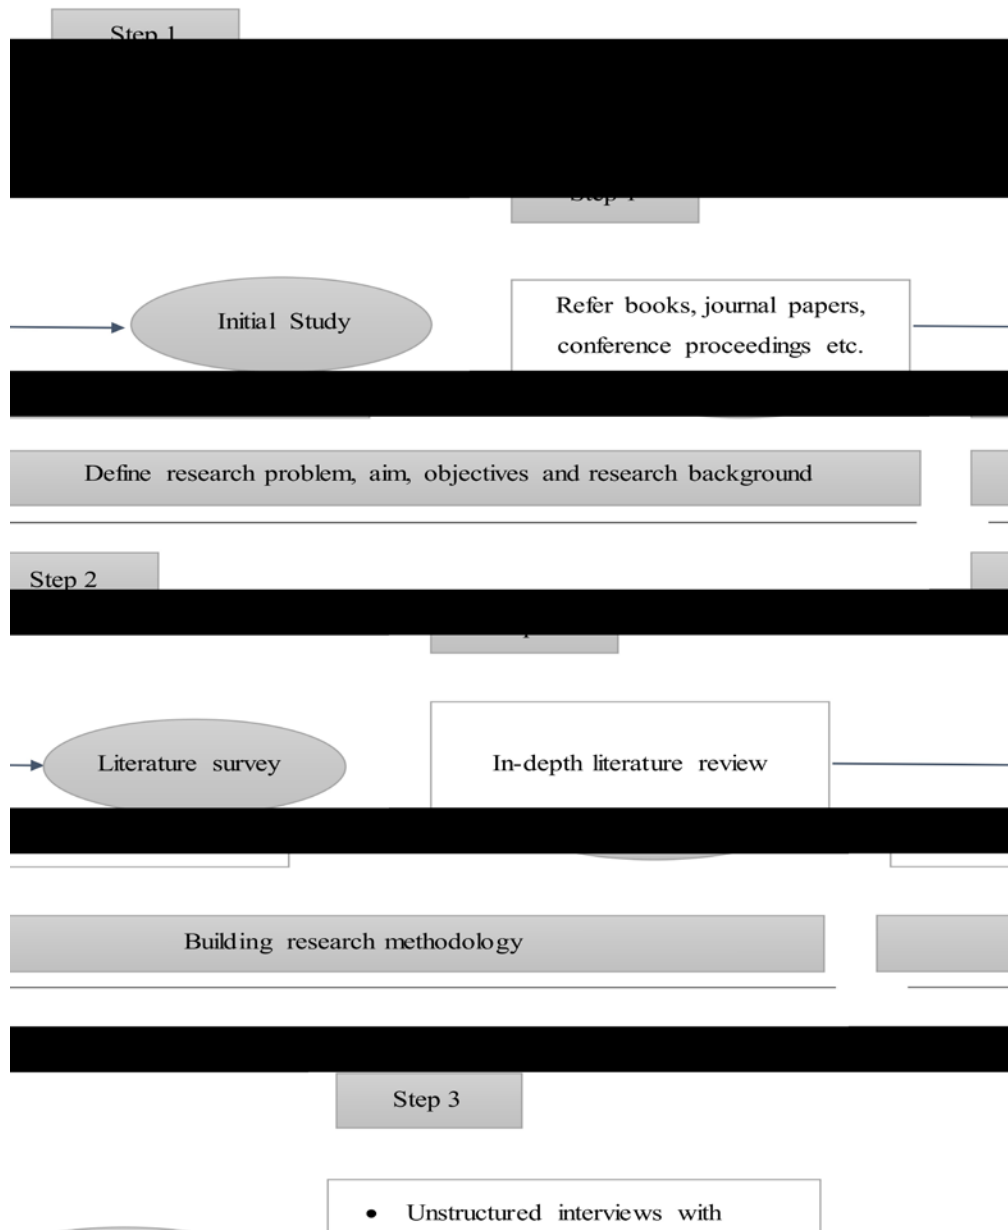 Step 1
Initial Study
Refer books, journal papers,
conference proceedings etc.
Define research problem, aim, objectives and research background
Step 2
Literature survey
In-depth literature review
Building research methodology
Step 3
• Unstructured interviews with